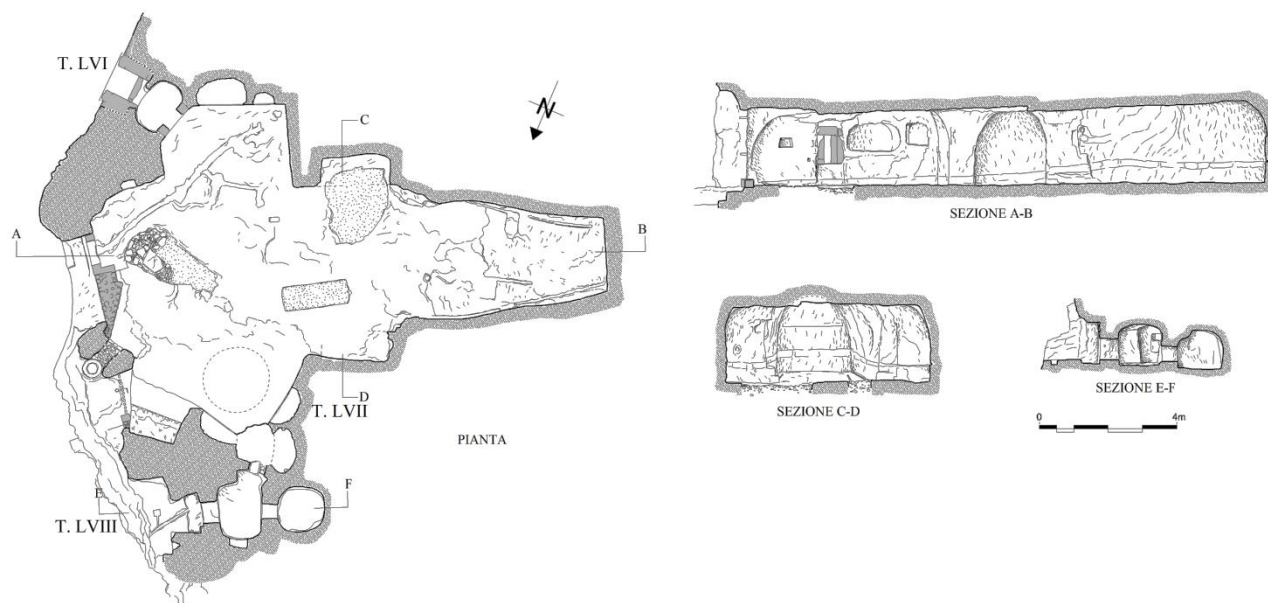 T. LVI
C
N
A
B
D
T. LVII
PIANTA
E
F
T. LVIII
SEZIONE A-B
SEZIONE C-D
SEZIONE E-F
0 4m